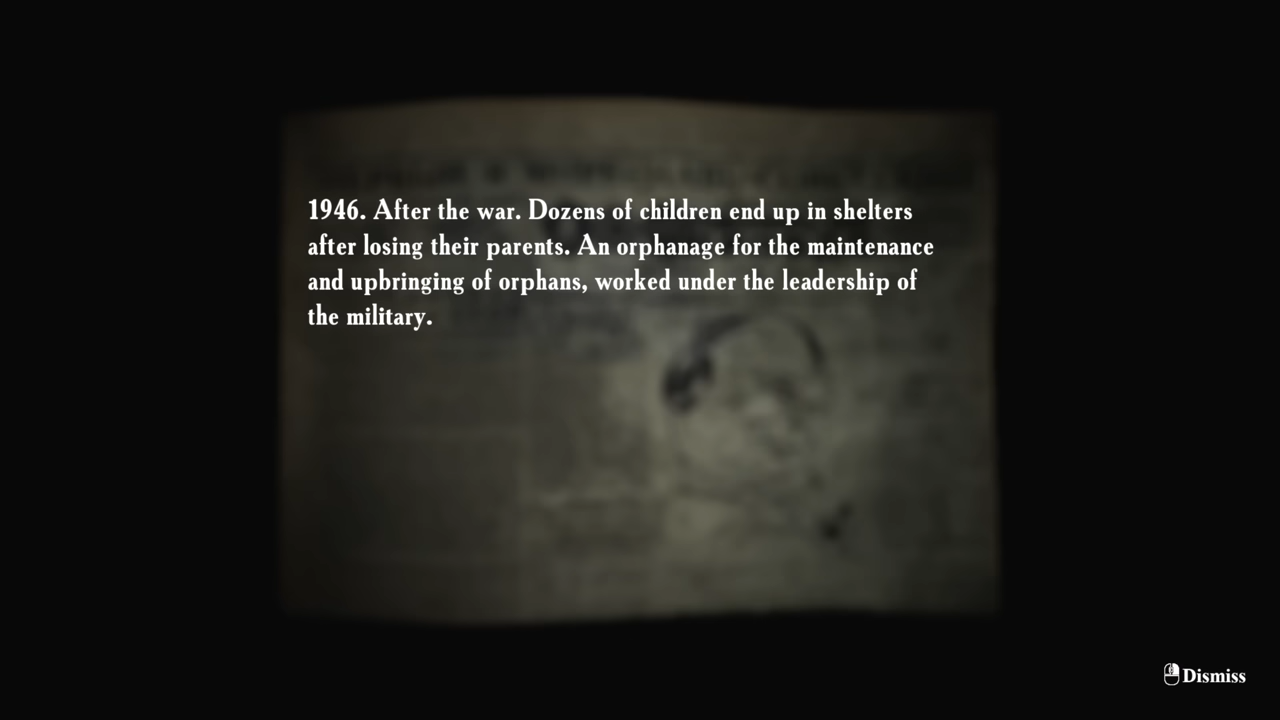 1946. After the war. Dozens of children end up in shelters
after losing their parents. An orphanage for the maintenance
and upbringing of orphans, worked under the leadership of
the military.
Dismiss